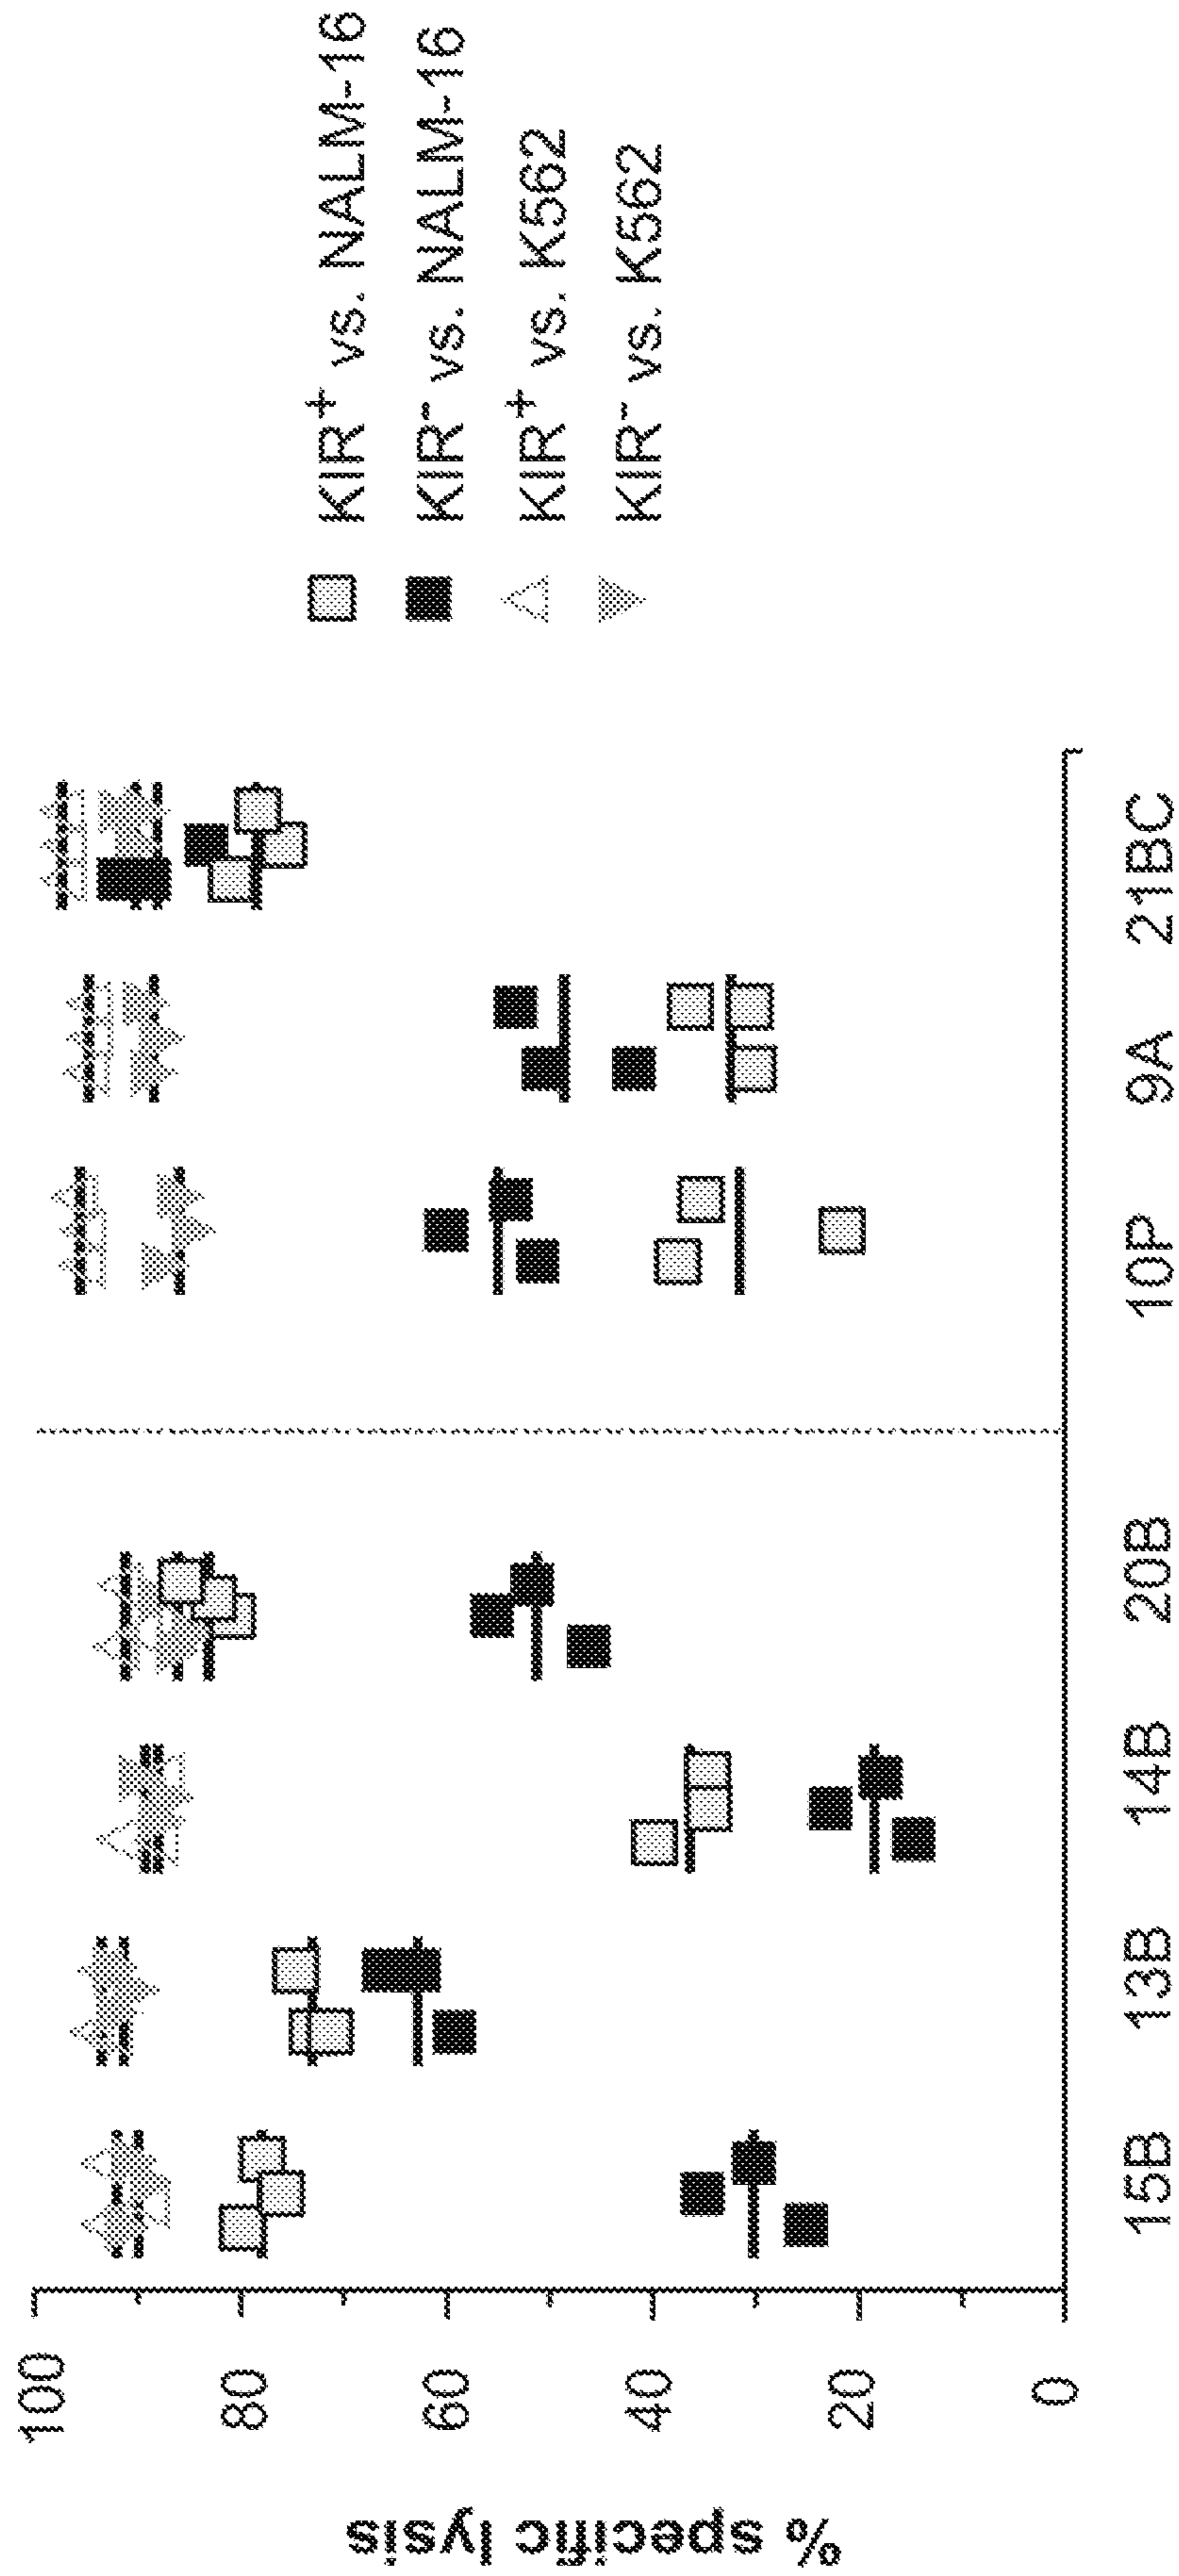 % specific lysis
100
80
60
40
20
0
15B
13B
14B
20B
10P
9A
21BC
KIR+ vs. NALM-16
KIR- vs. NALM-16
KIR+ vs. K562
KIR- vs. K562